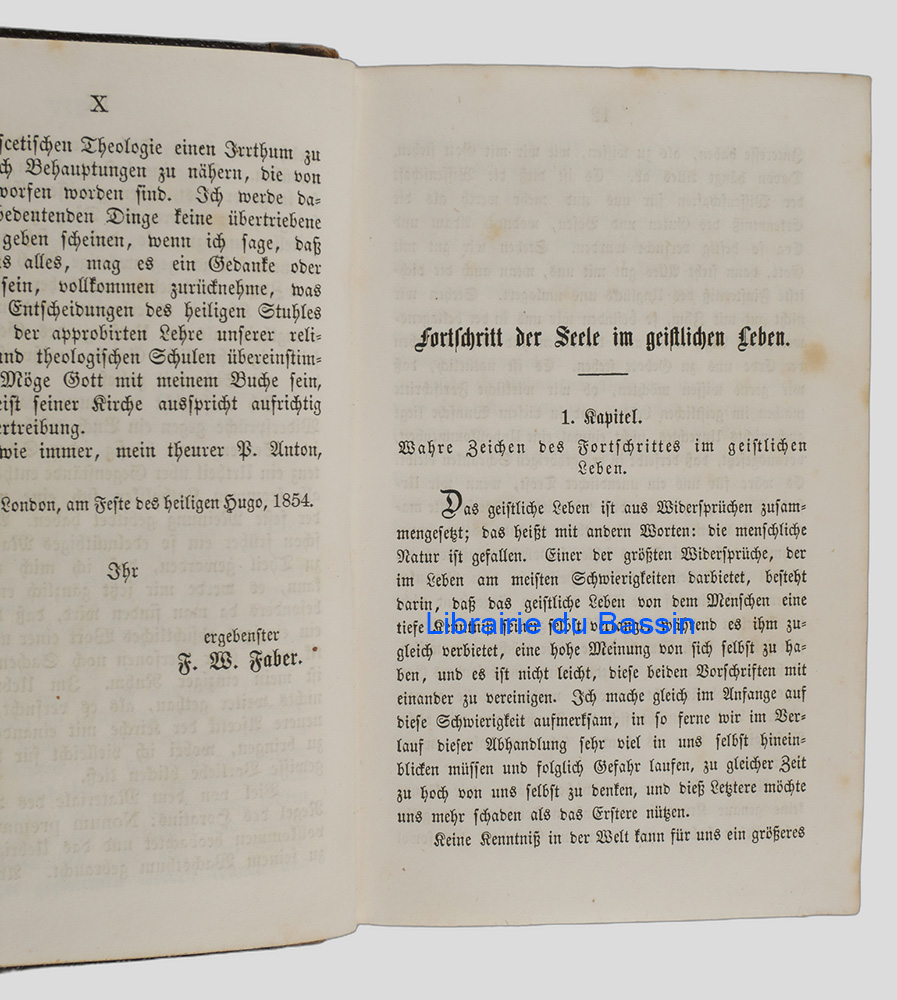 X
scetischen Theologie einen Irrthum zu
ch Behauptungen zu nähern, die von
worfen worden sind. Ich werde da-
bedeutenden Dinge keine übertriebene
geben scheinen, wenn ich sage, daß
s alles, mag es ein Gedanke oder
sein, vollkommen zurücknehme, was
Entscheidungen des heiligen Stuhles
der approbirten Lehre unserer reli-
und theologischen Schulen übereinstim-
Möge Gott mit meinem Buche sein,
eist seiner Kirche ausspricht aufrichtig
ertreibung.
wie immer, mein theurer P. Anton,
London, am Feste des heiligen Hugo, 1854.
Ihr
ergebenster
F. W. Faber.
Fortschritt der Seele im geistlichen Leben.
1. Kapitel.
Wahre Zeichen des Fortschrittes im geistlichen
Leben.
Das geistliche Leben ist aus Widersprüchen zusam-
mengesetzt; das heißt mit andern Worten: die menschliche
Natur ist gefallen. Einer der größten Widersprüche, der
im Leben am meisten Schwierigkeiten darbietet, besteht
darin, daß das geistliche Leben von dem Menschen eine
tiefe Kenntniß seiner selbst verlangt, während es ihm zu-
Librairie du Bassin
gleich verbietet, eine hohe Meinung von sich selbst zu ha-
ben, und es ist nicht leicht, diese beiden Vorschriften mit
einander zu vereinigen. Ich mache gleich im Anfange auf
diese Schwierigkeit aufmerksam, in so ferne wir im Ver-
lauf dieser Abhandlung sehr viel in uns selbst hinein-
blicken müssen und folglich Gefahr laufen, zu gleicher Zeit
zu hoch von uns selbst zu denken, und dieß Letztere möchte
uns mehr schaden als das Erstere nützen.
Keine Kenntniß in der Welt kann für uns ein größeres